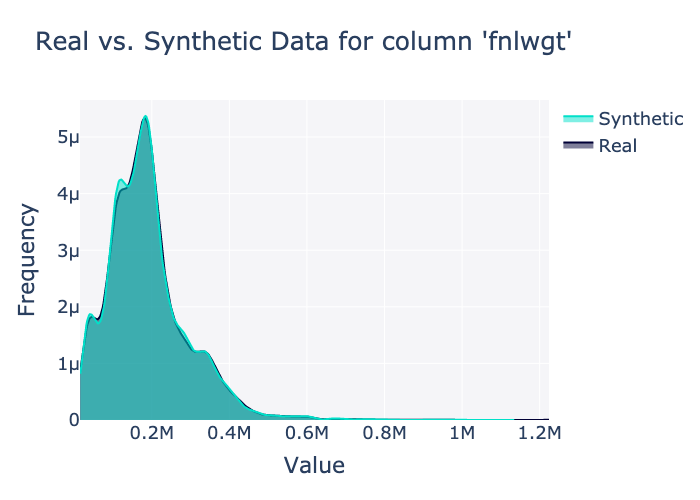 Real vs. Synthetic Data for column 'fnlwgt'
Synthetic
Real
5μ
4μ
3μ
2μ
1μ
0
Frequency
0.2M 0.4M 0.6M 0.8M 1M 1.2M
Value